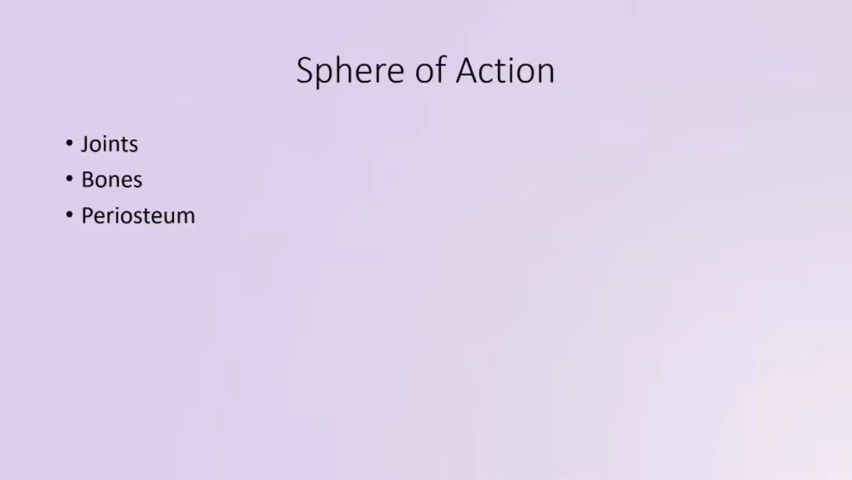 Sphere of Action
• Joints
• Bones
• Periosteum